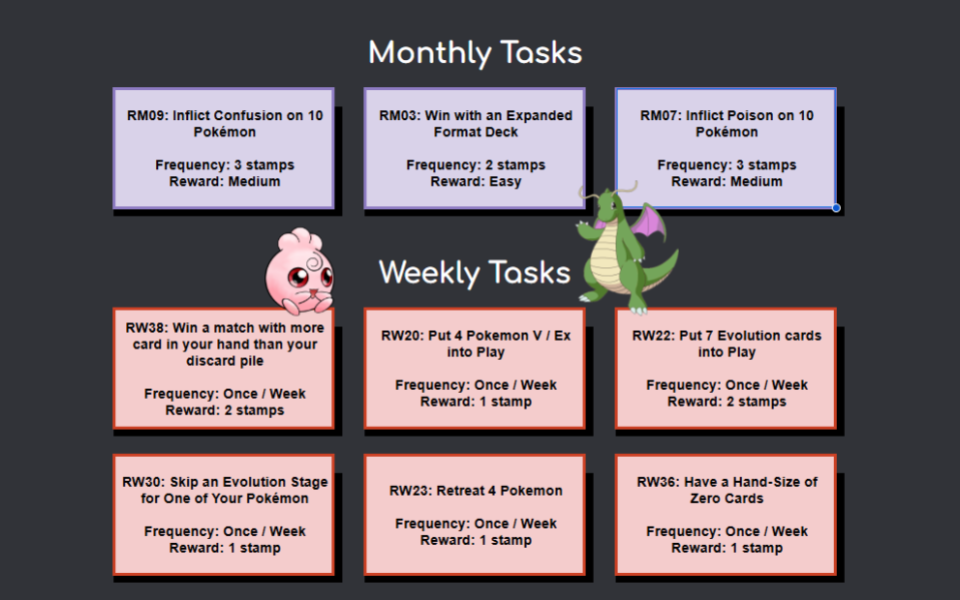 Monthly Tasks
RM09: Inflict Confusion on 10
Pokémon
Frequency: 3 stamps
Reward: Medium
RM03: Win with an Expanded
Format Deck
Frequency: 2 stamps
Reward: Easy
RM07: Inflict Poison on 10
Pokémon
Frequency: 3 stamps
Reward: Medium
Weekly Tasks
RW38: Win a match with more
card in your hand than your
discard pile
Frequency: Once / Week
Reward: 2 stamps
RW20: Put 4 Pokemon V / Ex
into Play
Frequency: Once / Week
Reward: 1 stamp
RW22: Put 7 Evolution cards
into Play
Frequency: Once / Week
Reward: 2 stamps
RW30: Skip an Evolution Stage
for One of Your Pokémon
Frequency: Once / Week
Reward: 1 stamp
RW23: Retreat 4 Pokemon
Frequency: Once / Week
Reward: 1 stamp
RW36: Have a Hand-Size of
Zero Cards
Frequency: Once / Week
Reward: 1 stamp